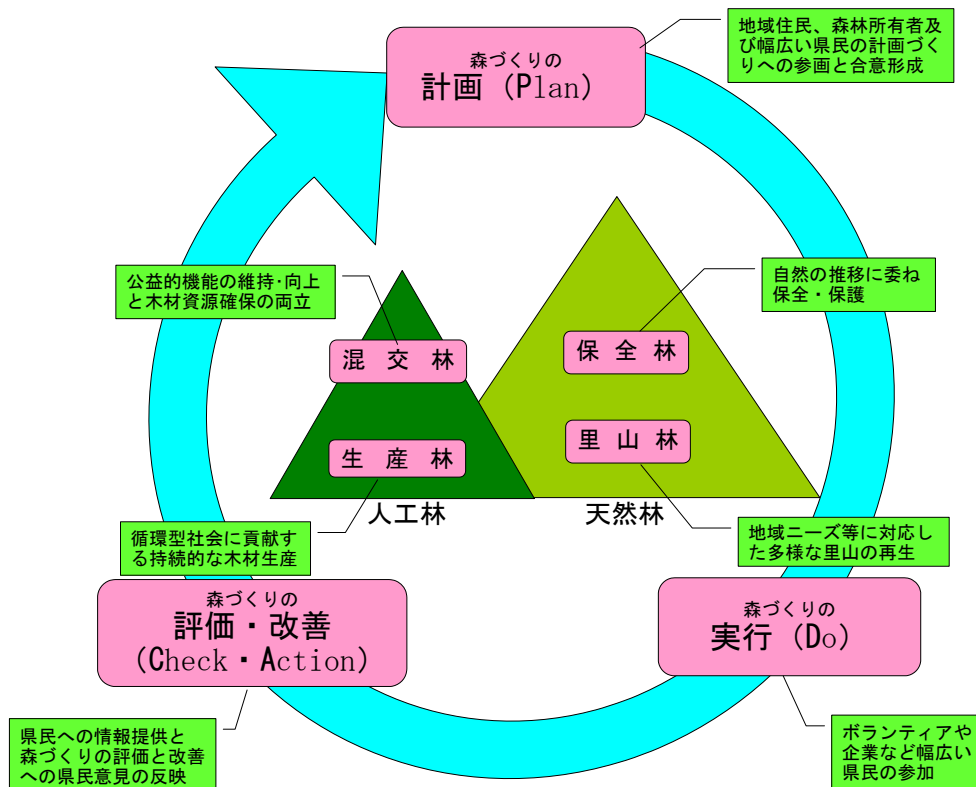 森づくりの
計画（Plan）
地域住民、森林所有者及
び幅広い県民の計画づく
りへの参画と合意形成
公益的機能の維持・向上
と木材資源確保の両立
自然の推移に委ね
保全・保護
混交林
保全林
生産林
里山林
人工林
天然林
循環型社会に貢献す
る持続的な木材生産
地域ニーズ等に対応し
た多様な里山の再生
森づくりの
評価・改善
（Check・Action）
森づくりの
実行（Do）
県民への情報提供と
森づくりの評価と改善
への県民意見の反映
ボランティアや
企業など幅広い
県民の参加